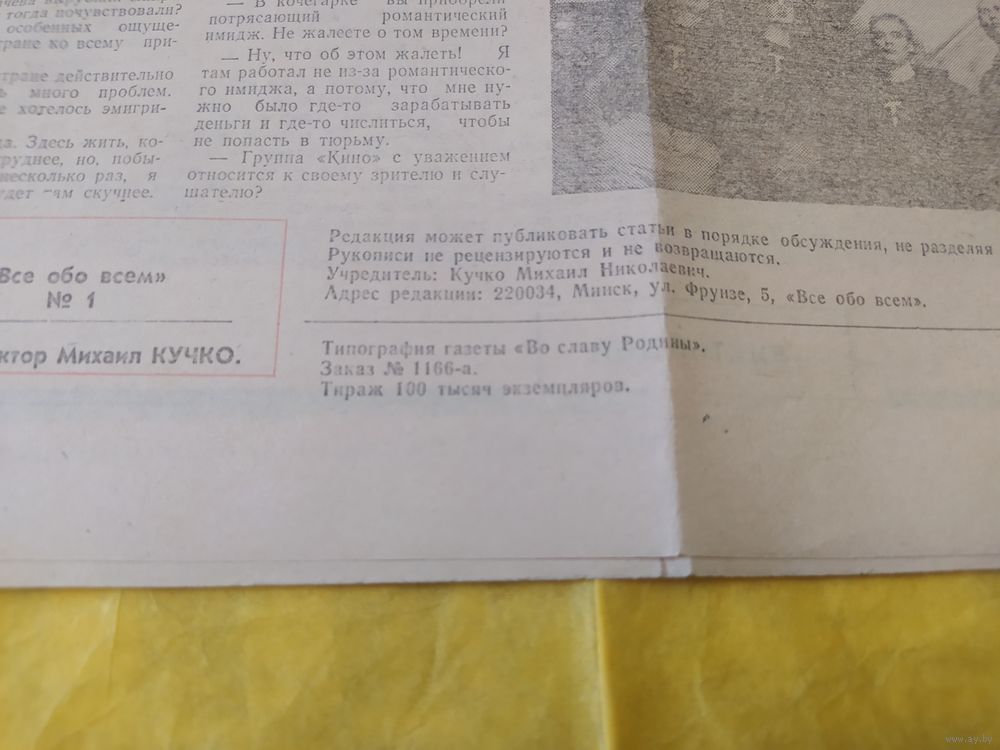 тогда почувствовали?
особенных ощуще-
ко всему при-
действительно
много проблем.
хотелось эмигри-
Здесь жить, ко-
но, побы-
несколько раз, я
скучнее.
— В кочегарке вы приобрели
потрясающий романтический
имидж. Не жалеете о том времени?
— Ну, что об этом жалеть! Я
там работал не из-за романтическо-
го имиджа, а потому, что мне ну-
жно было где-то зарабатывать
деньги и где-то числиться, чтобы
не попасть в тюрьму.
— Группа «Кино» с уважением
относится к своему зрителю и слу-
шателю?
Все обо всем»
№ 1
ктор Михаил КУЧКО.
Редакция может публиковать статьи в порядке обсуждения, не разделяя
Рукописи не рецензируются и не возвращаются.
Учредитель: Кучко Михаил Николаевич.
Адрес редакции: 220034, Минск, ул. Фрунзе, 5, «Все обо всем».
Типография газеты «Во славу Родины».
Заказ № 1166-а.
Тираж 100 тысяч экземпляров.
www.ay.by